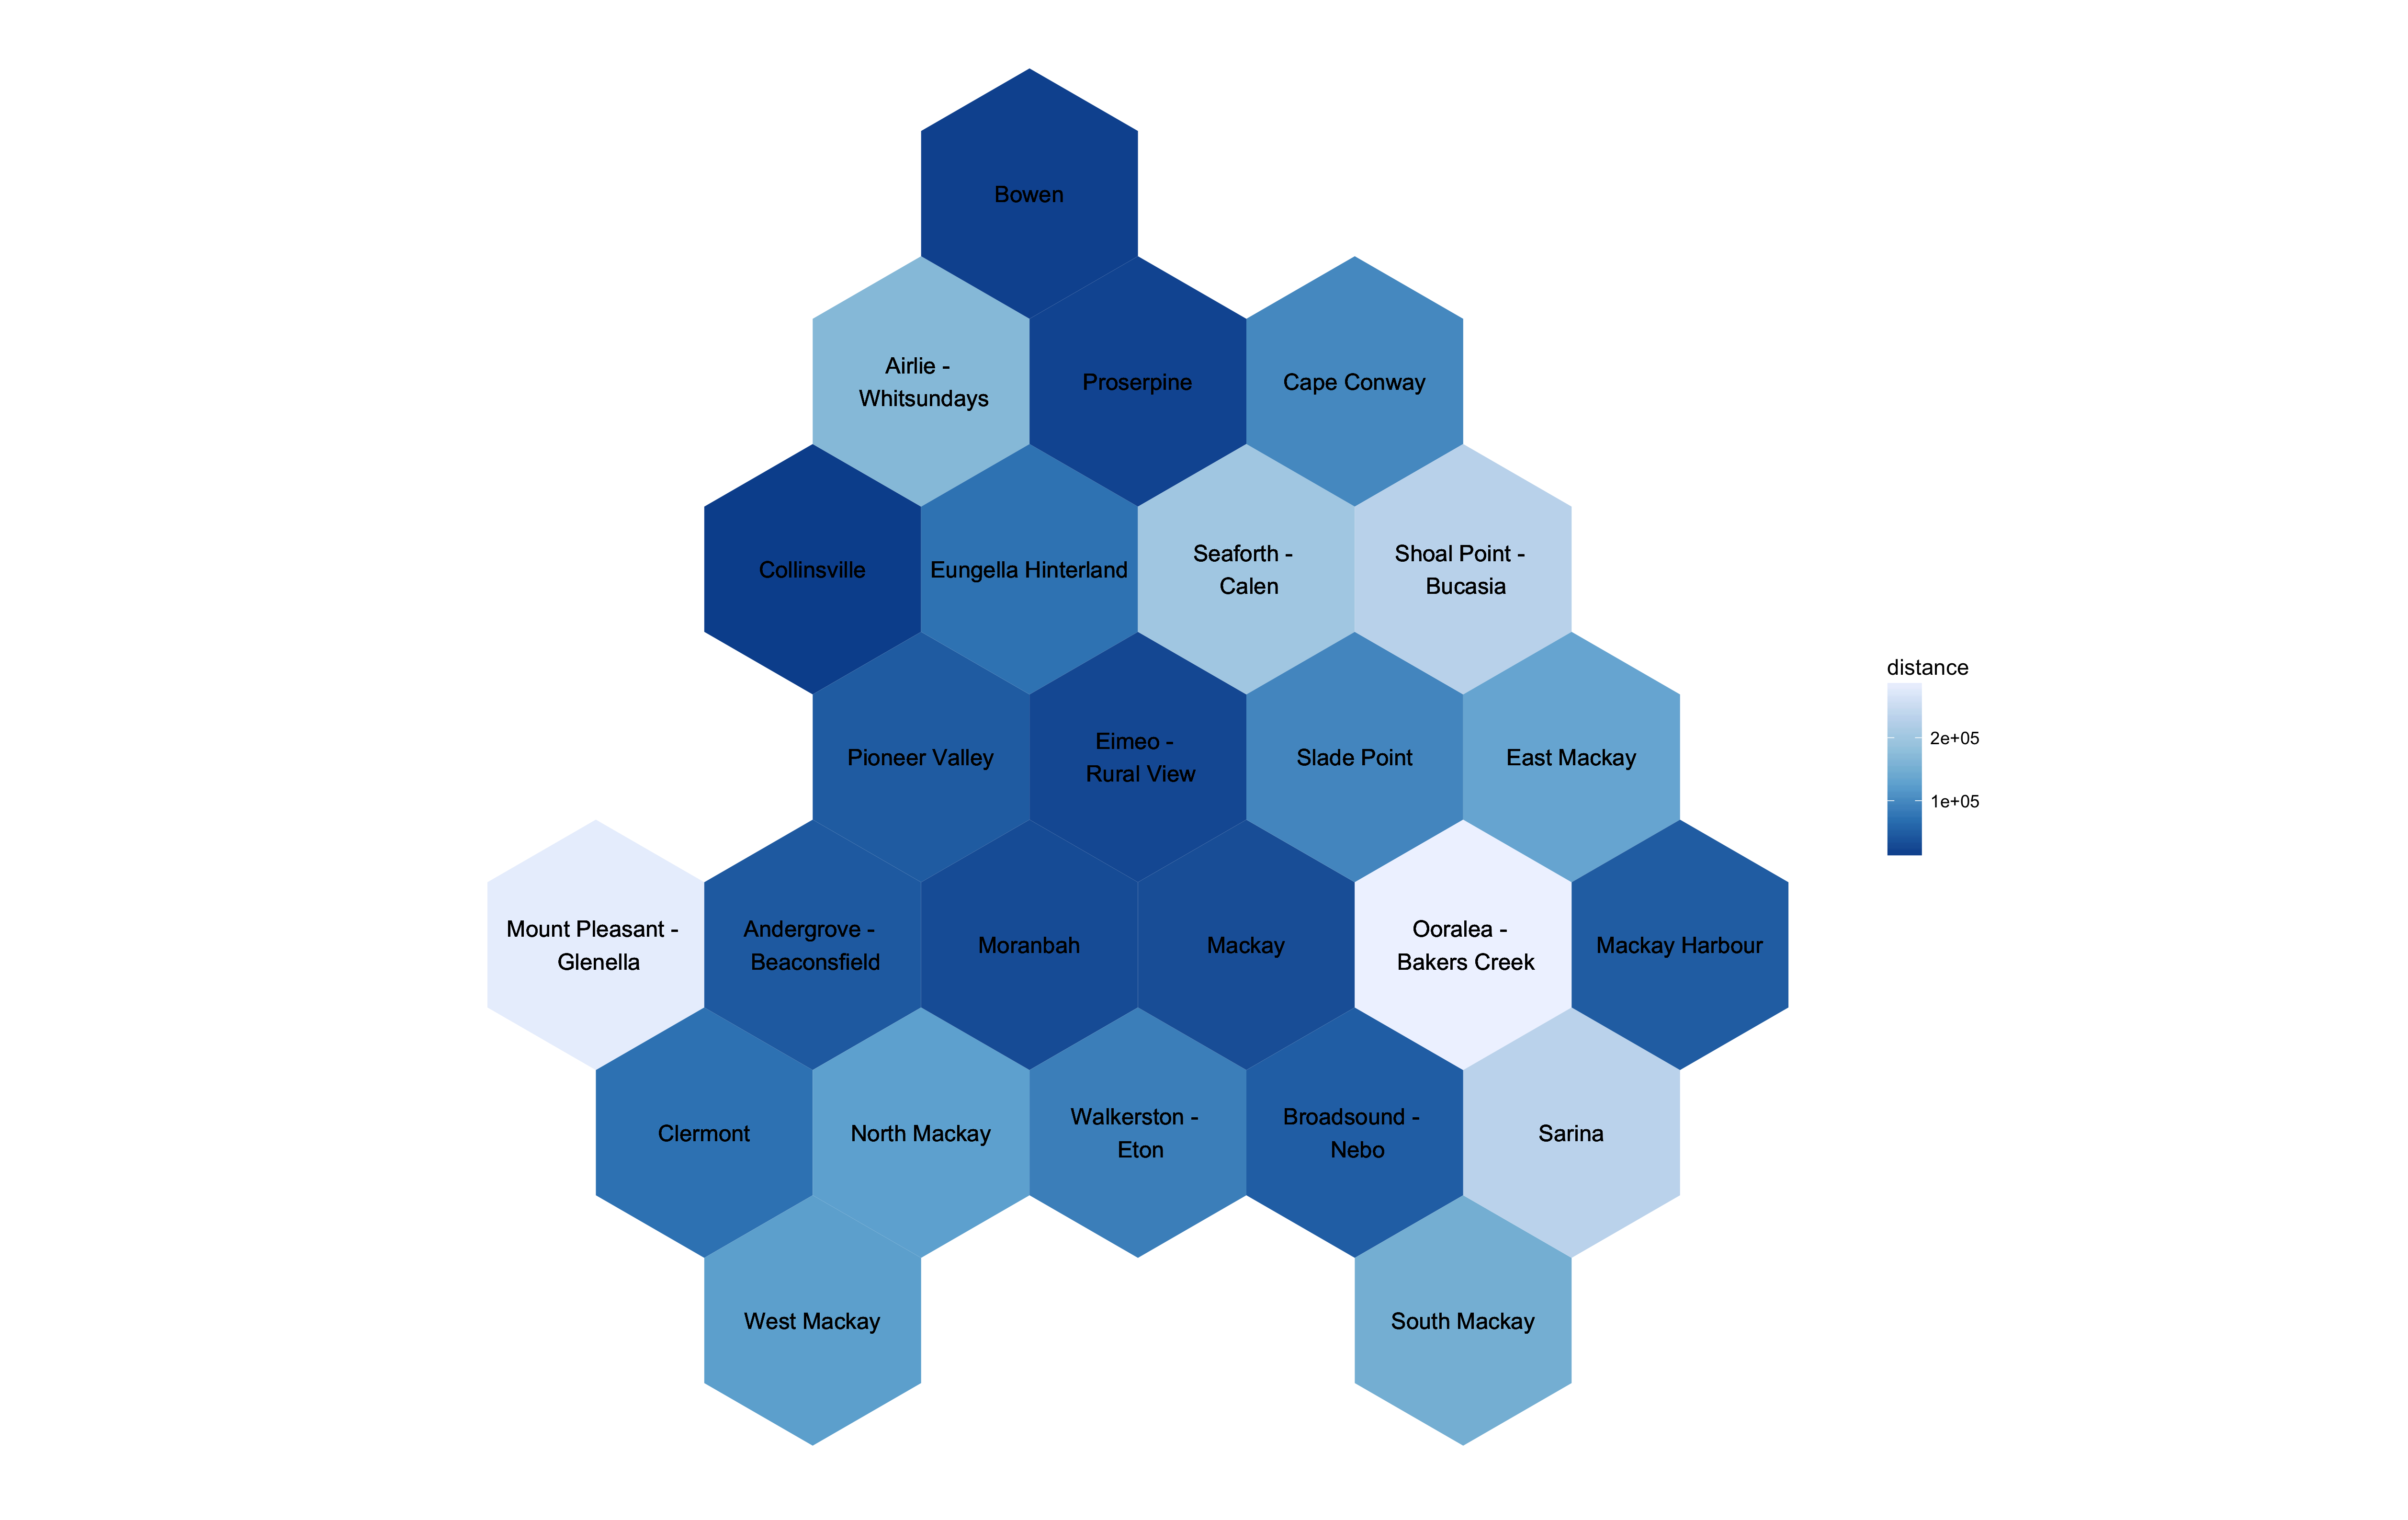 Bowen
Airlie -
Whitsundays
Proserpine
Cape Conway
Collinsville
Eungella Hinterland
Seaforth -
Calen
Shoal Point -
Bucasia
Pioneer Valley
Eimeo -
Rural View
Slade Point
East Mackay
Mount Pleasant -
Glenella
Andergrove -
Beaconsfield
Moranbah
Mackay
Ooralea -
Bakers Creek
Mackay Harbour
Clermont
North Mackay
Walkerston -
Eton
Broadsound -
Nebo
Sarina
West Mackay
South Mackay
distance
2e+05
1e+05